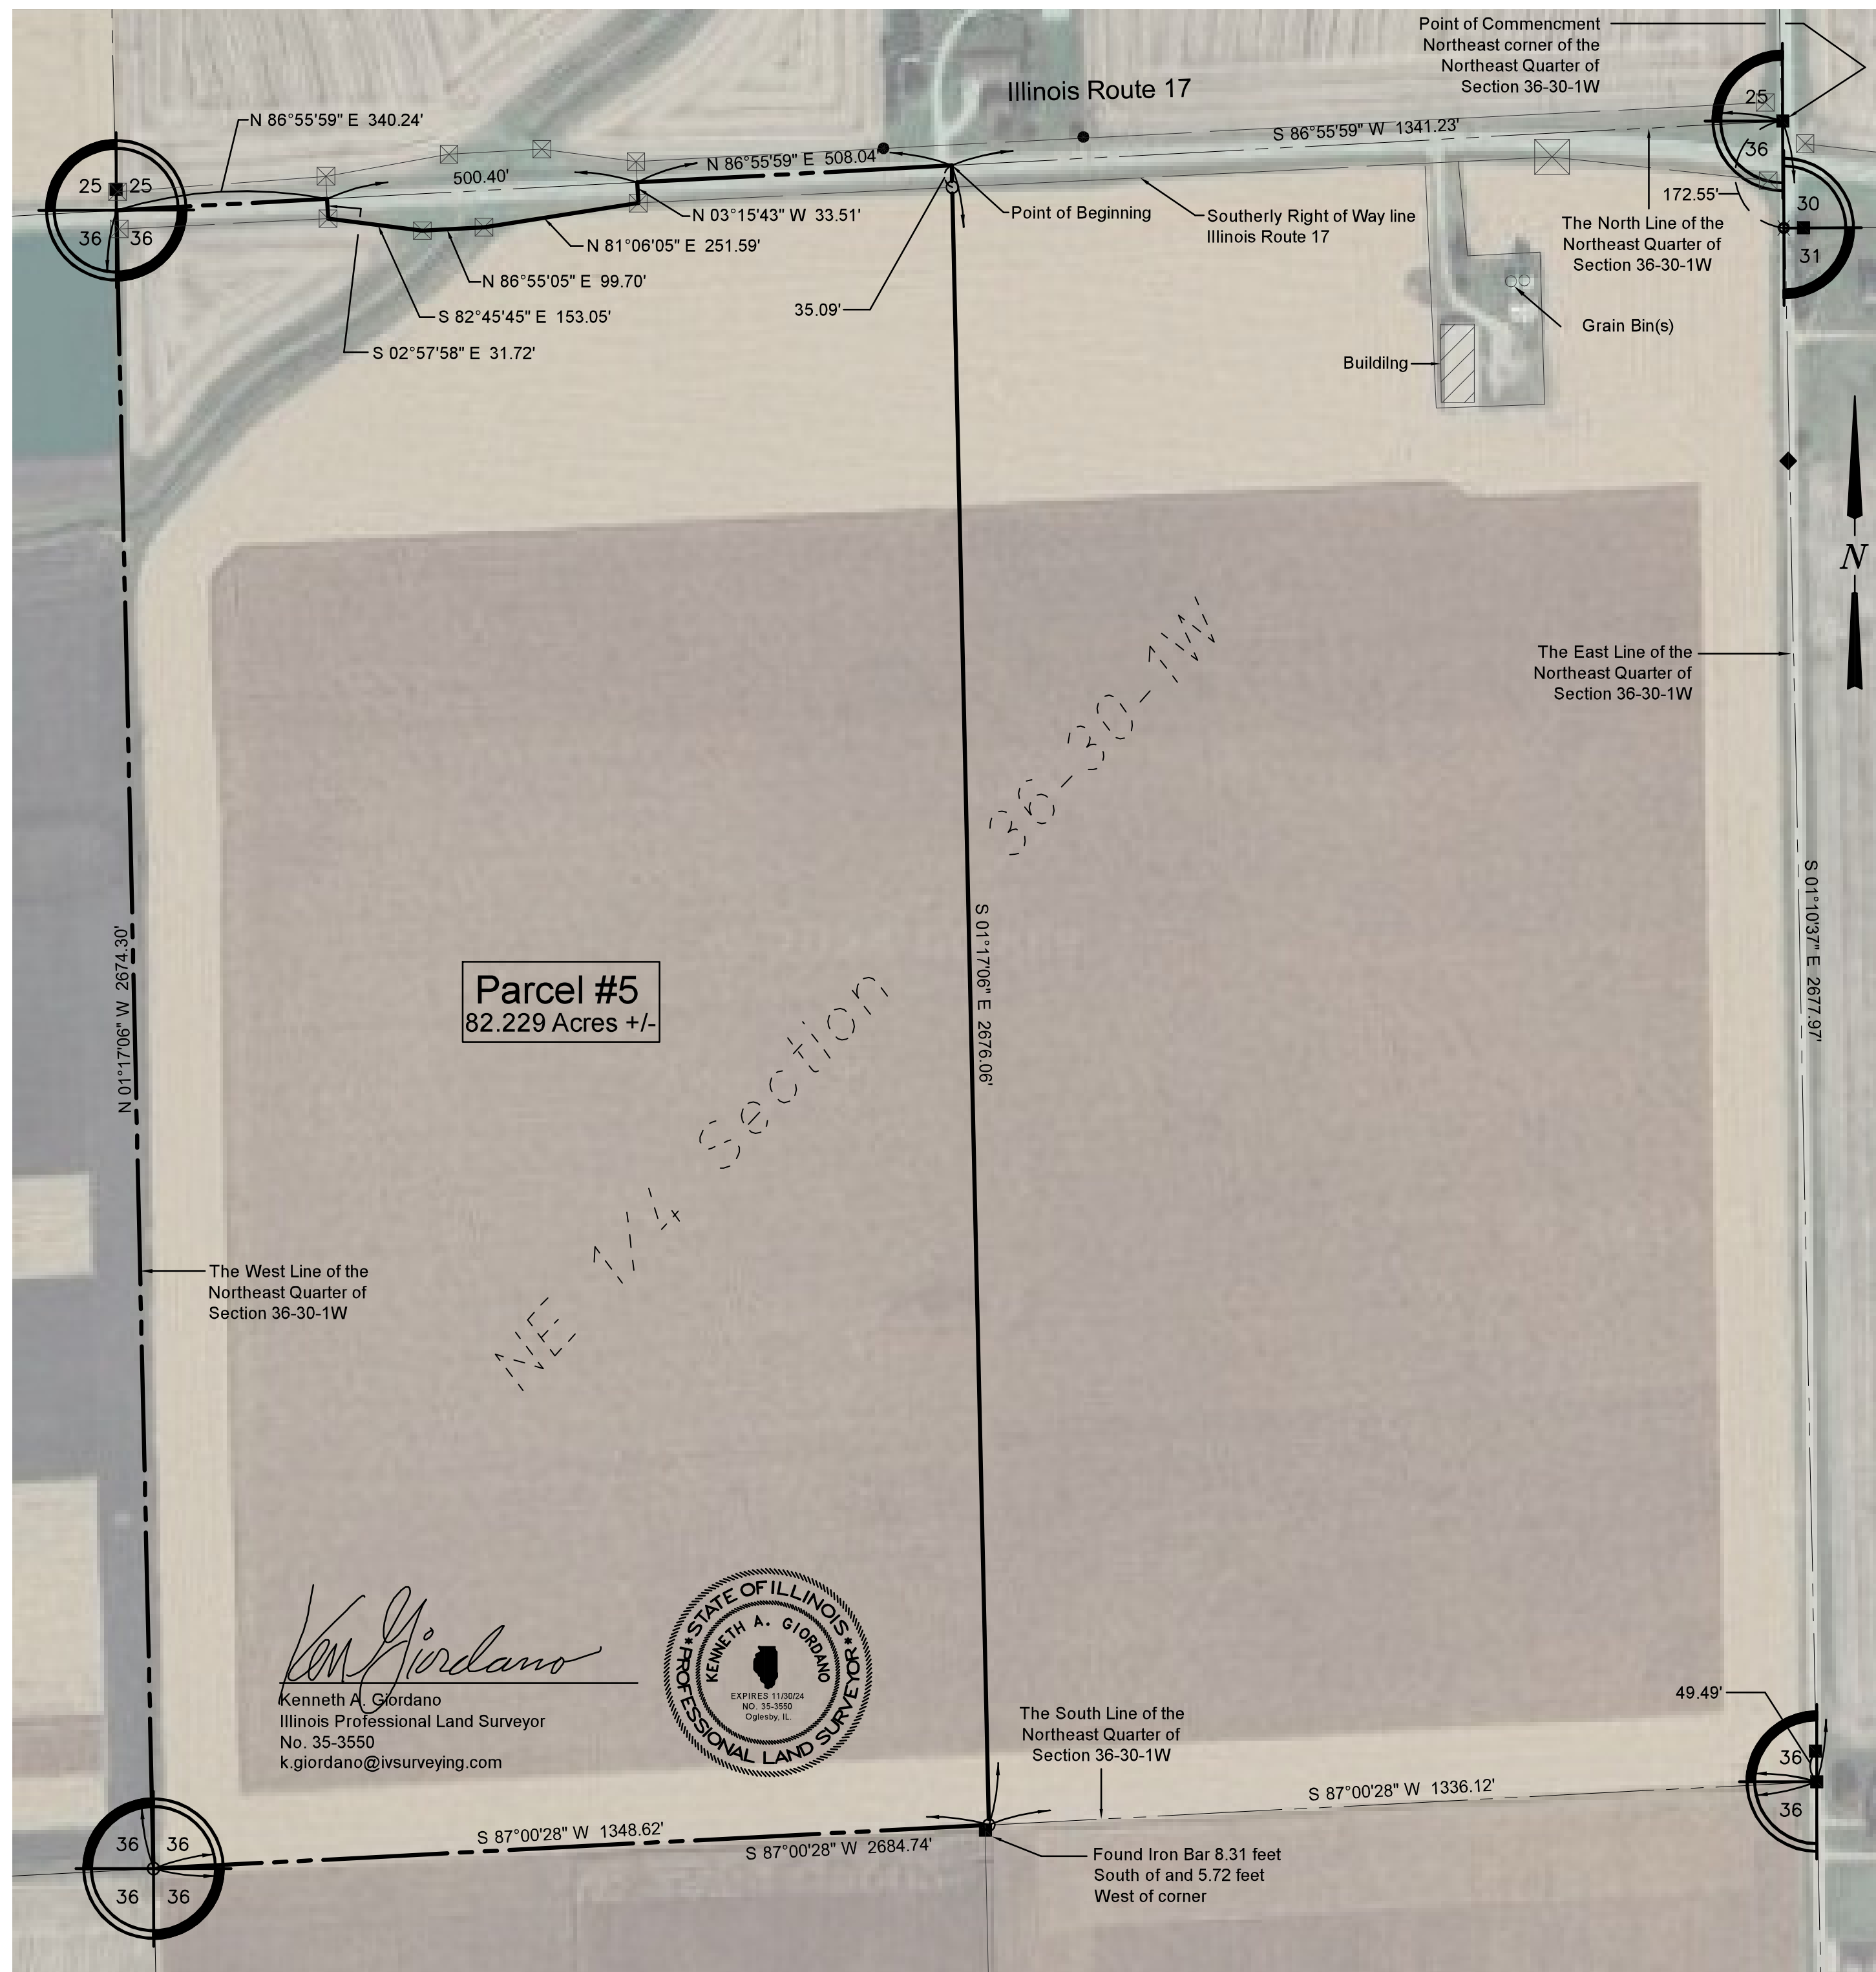 Point of Commencment
Northeast corner of the
Northeast Quarter of
Section 36-30-1W
Illinois Route 17
N 86°55'59" E 340.24'
S 86°55'59" W 1341.23'
N 86°55'59" E 508.04'
500.40'
25
36
25
25
36
36
30
31
172.55'
N 03°15'43" W 33.51'
Point of Beginning
Southerly Right of Way line
Illinois Route 17
The North Line of the
Northeast Quarter of
Section 36-30-1W
N 81°06'05" E 251.59'
N 86°55'05" E 99.70'
35.09'
S 82°45'45" E 153.05'
S 02°57'58" E 31.72'
Grain Bin(s)
Buildilng
N
The East Line of the
Northeast Quarter of
Section 36-30-1W
NE 1/4 Section 36-30-1W
N 01°17'06" W 2674.30'
S 01°17'06" E 2676.06'
S 01°10'37" E 2677.97'
Parcel #5
82.229 Acres +/-
The West Line of the
Northeast Quarter of
Section 36-30-1W
Ken Giordano
Kenneth A. Giordano
Illinois Professional Land Surveyor
No. 35-3550
k.giordano@ivsurveying.com
STATE OF ILLINOIS
PROFESSIONAL LAND SURVEYOR
KENNETH A. GIORDANO
EXPIRES 11/30/24
NO. 35-3550
Oglesby, IL.
The South Line of the
Northeast Quarter of
Section 36-30-1W
49.49'
36
36
S 87°00'28" W 1336.12'
S 87°00'28" W 1348.62'
S 87°00'28" W 2684.74'
36
36
36
36
Found Iron Bar 8.31 feet
South of and 5.72 feet
West of corner